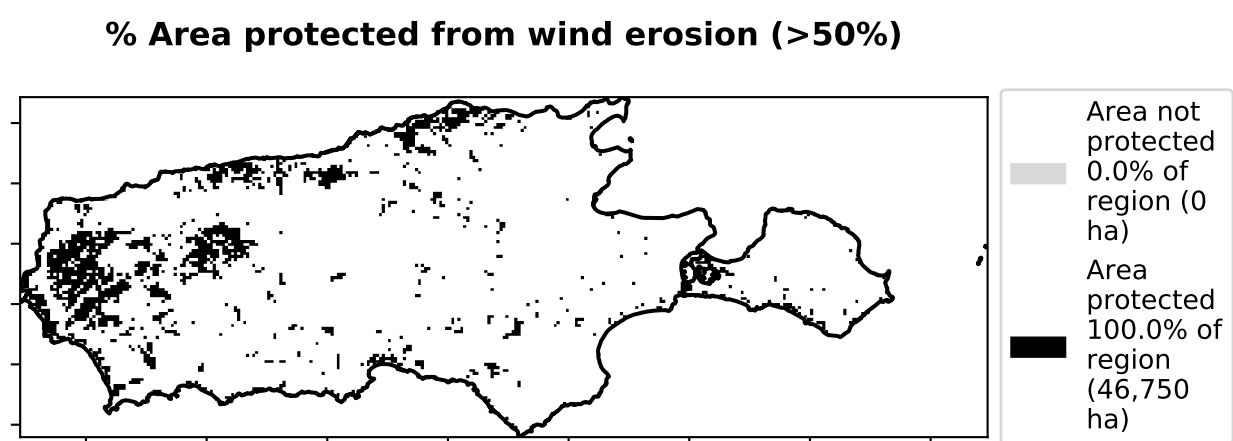 % Area protected from wind erosion (>50%)
Area not
protected
0.0% of
region (0
ha)
Area
protected
100.0% of
region
(46,750
ha)